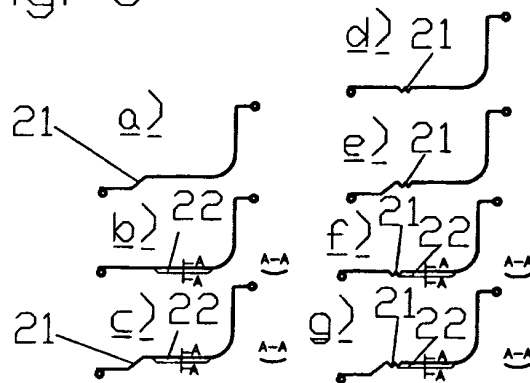 d) 21
21 a)
e) 21
b) 22 A A A-A
f) 21 22 A A A-A
21 c) 22 A A A-A
g) 21 22 A A A-A